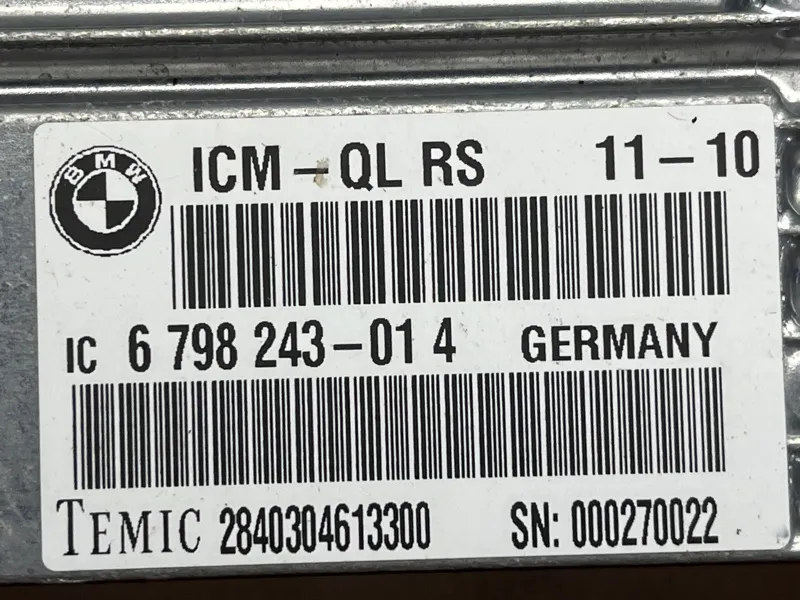 BMW
ICM - QL RS 11 - 10
IC 6 798 243 - 01 4 GERMANY
TEMIC 2840304613300 SN: 000270022